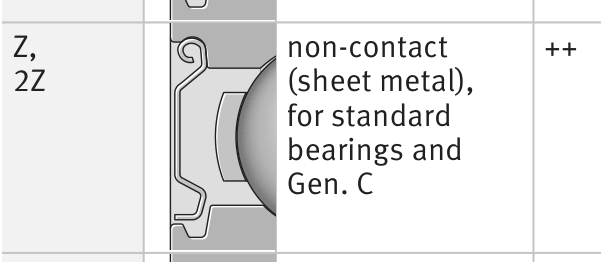 Z,
2Z
non-contact
(sheet metal),
for standard
bearings and
Gen. C
++